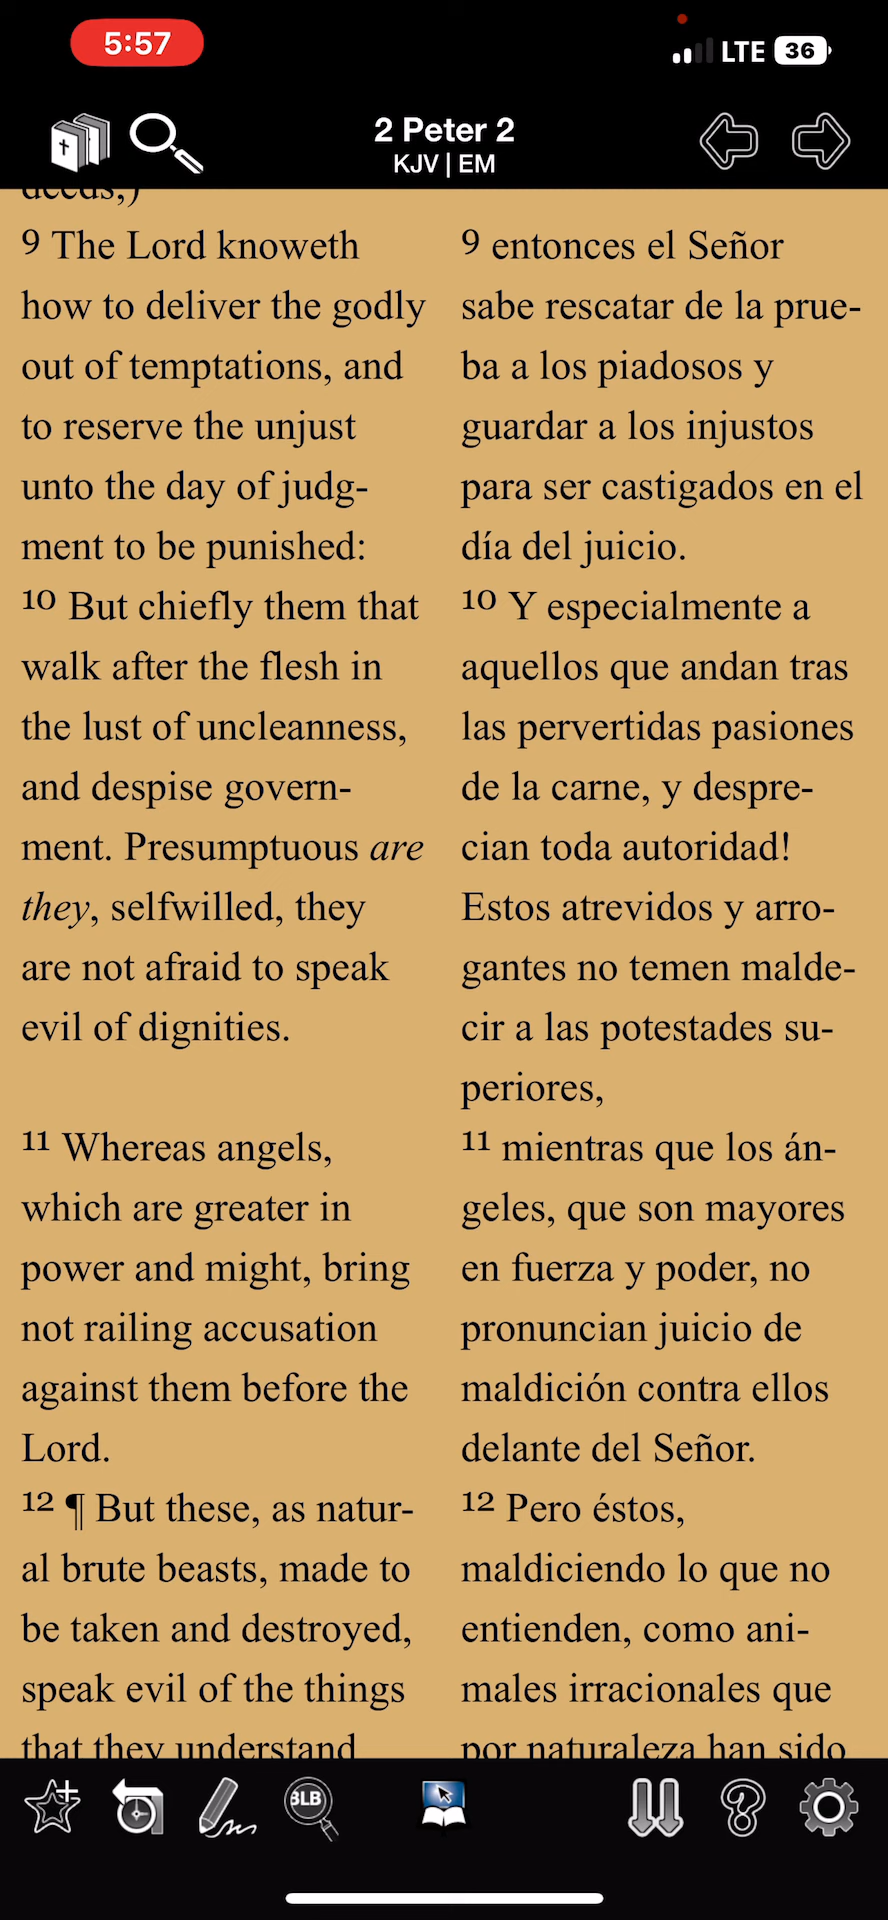 5:57
LTE 36
2 Peter 2
KJV | EM
deeds,)
9 The Lord knoweth
how to deliver the godly
out of temptations, and
to reserve the unjust
unto the day of judg-
ment to be punished:
10 But chiefly them that
walk after the flesh in
the lust of uncleanness,
and despise govern-
ment. Presumptuous are
they, selfwilled, they
are not afraid to speak
evil of dignities.
11 Whereas angels,
which are greater in
power and might, bring
not railing accusation
against them before the
Lord.
12 ¶ But these, as natur-
al brute beasts, made to
be taken and destroyed,
speak evil of the things
that they understand
9 entonces el Señor
sabe rescatar de la prue-
ba a los piadosos y
guardar a los injustos
para ser castigados en el
día del juicio.
10 Y especialmente a
aquellos que andan tras
las pervertidas pasiones
de la carne, y despre-
cian toda autoridad!
Estos atrevidos y arro-
gantes no temen malde-
cir a las potestades su-
periores,
11 mientras que los án-
geles, que son mayores
en fuerza y poder, no
pronuncian juicio de
maldición contra ellos
delante del Señor.
12 Pero éstos,
maldiciendo lo que no
entienden, como ani-
males irracionales que
por naturaleza han sido
BLB